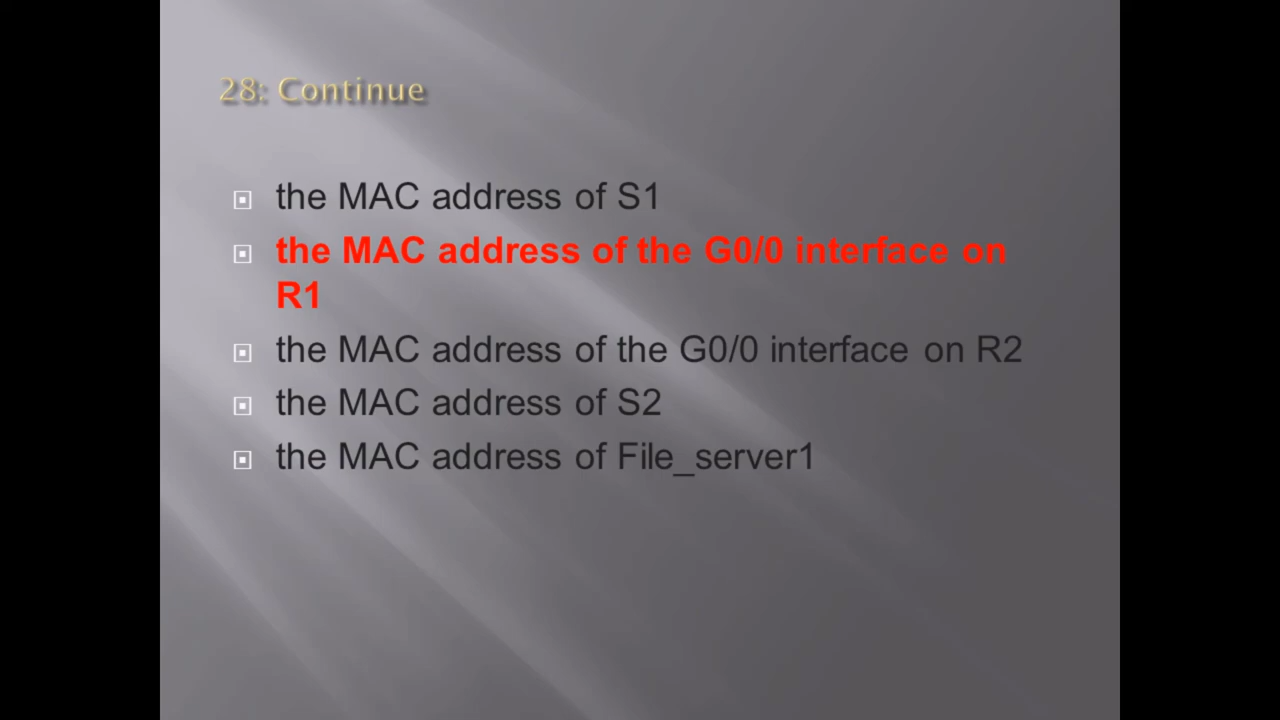 28: Continue
the MAC address of S1
the MAC address of the G0/0 interface on
R1
the MAC address of the G0/0 interface on R2
the MAC address of S2
the MAC address of File_server1